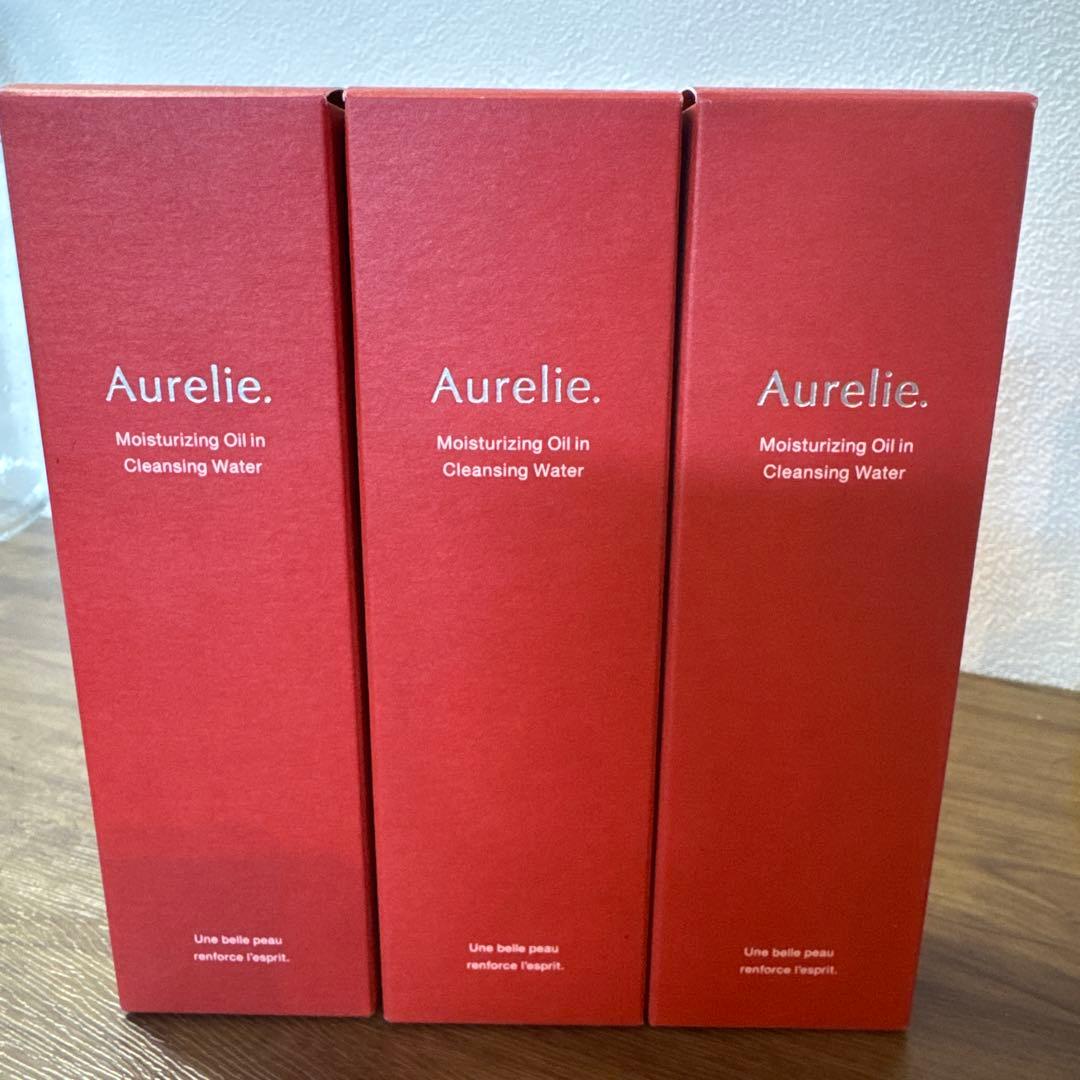 Aurelie.
Moisturizing Oil in
Cleansing Water
Une belle peau
renforce l'esprit.
Aurelie.
Moisturizing Oil in
Cleansing Water
Une belle peau
renforce l'esprit.
Aurelie.
Moisturizing Oil in
Cleansing Water
Une belle peau
renforce l'esprit.